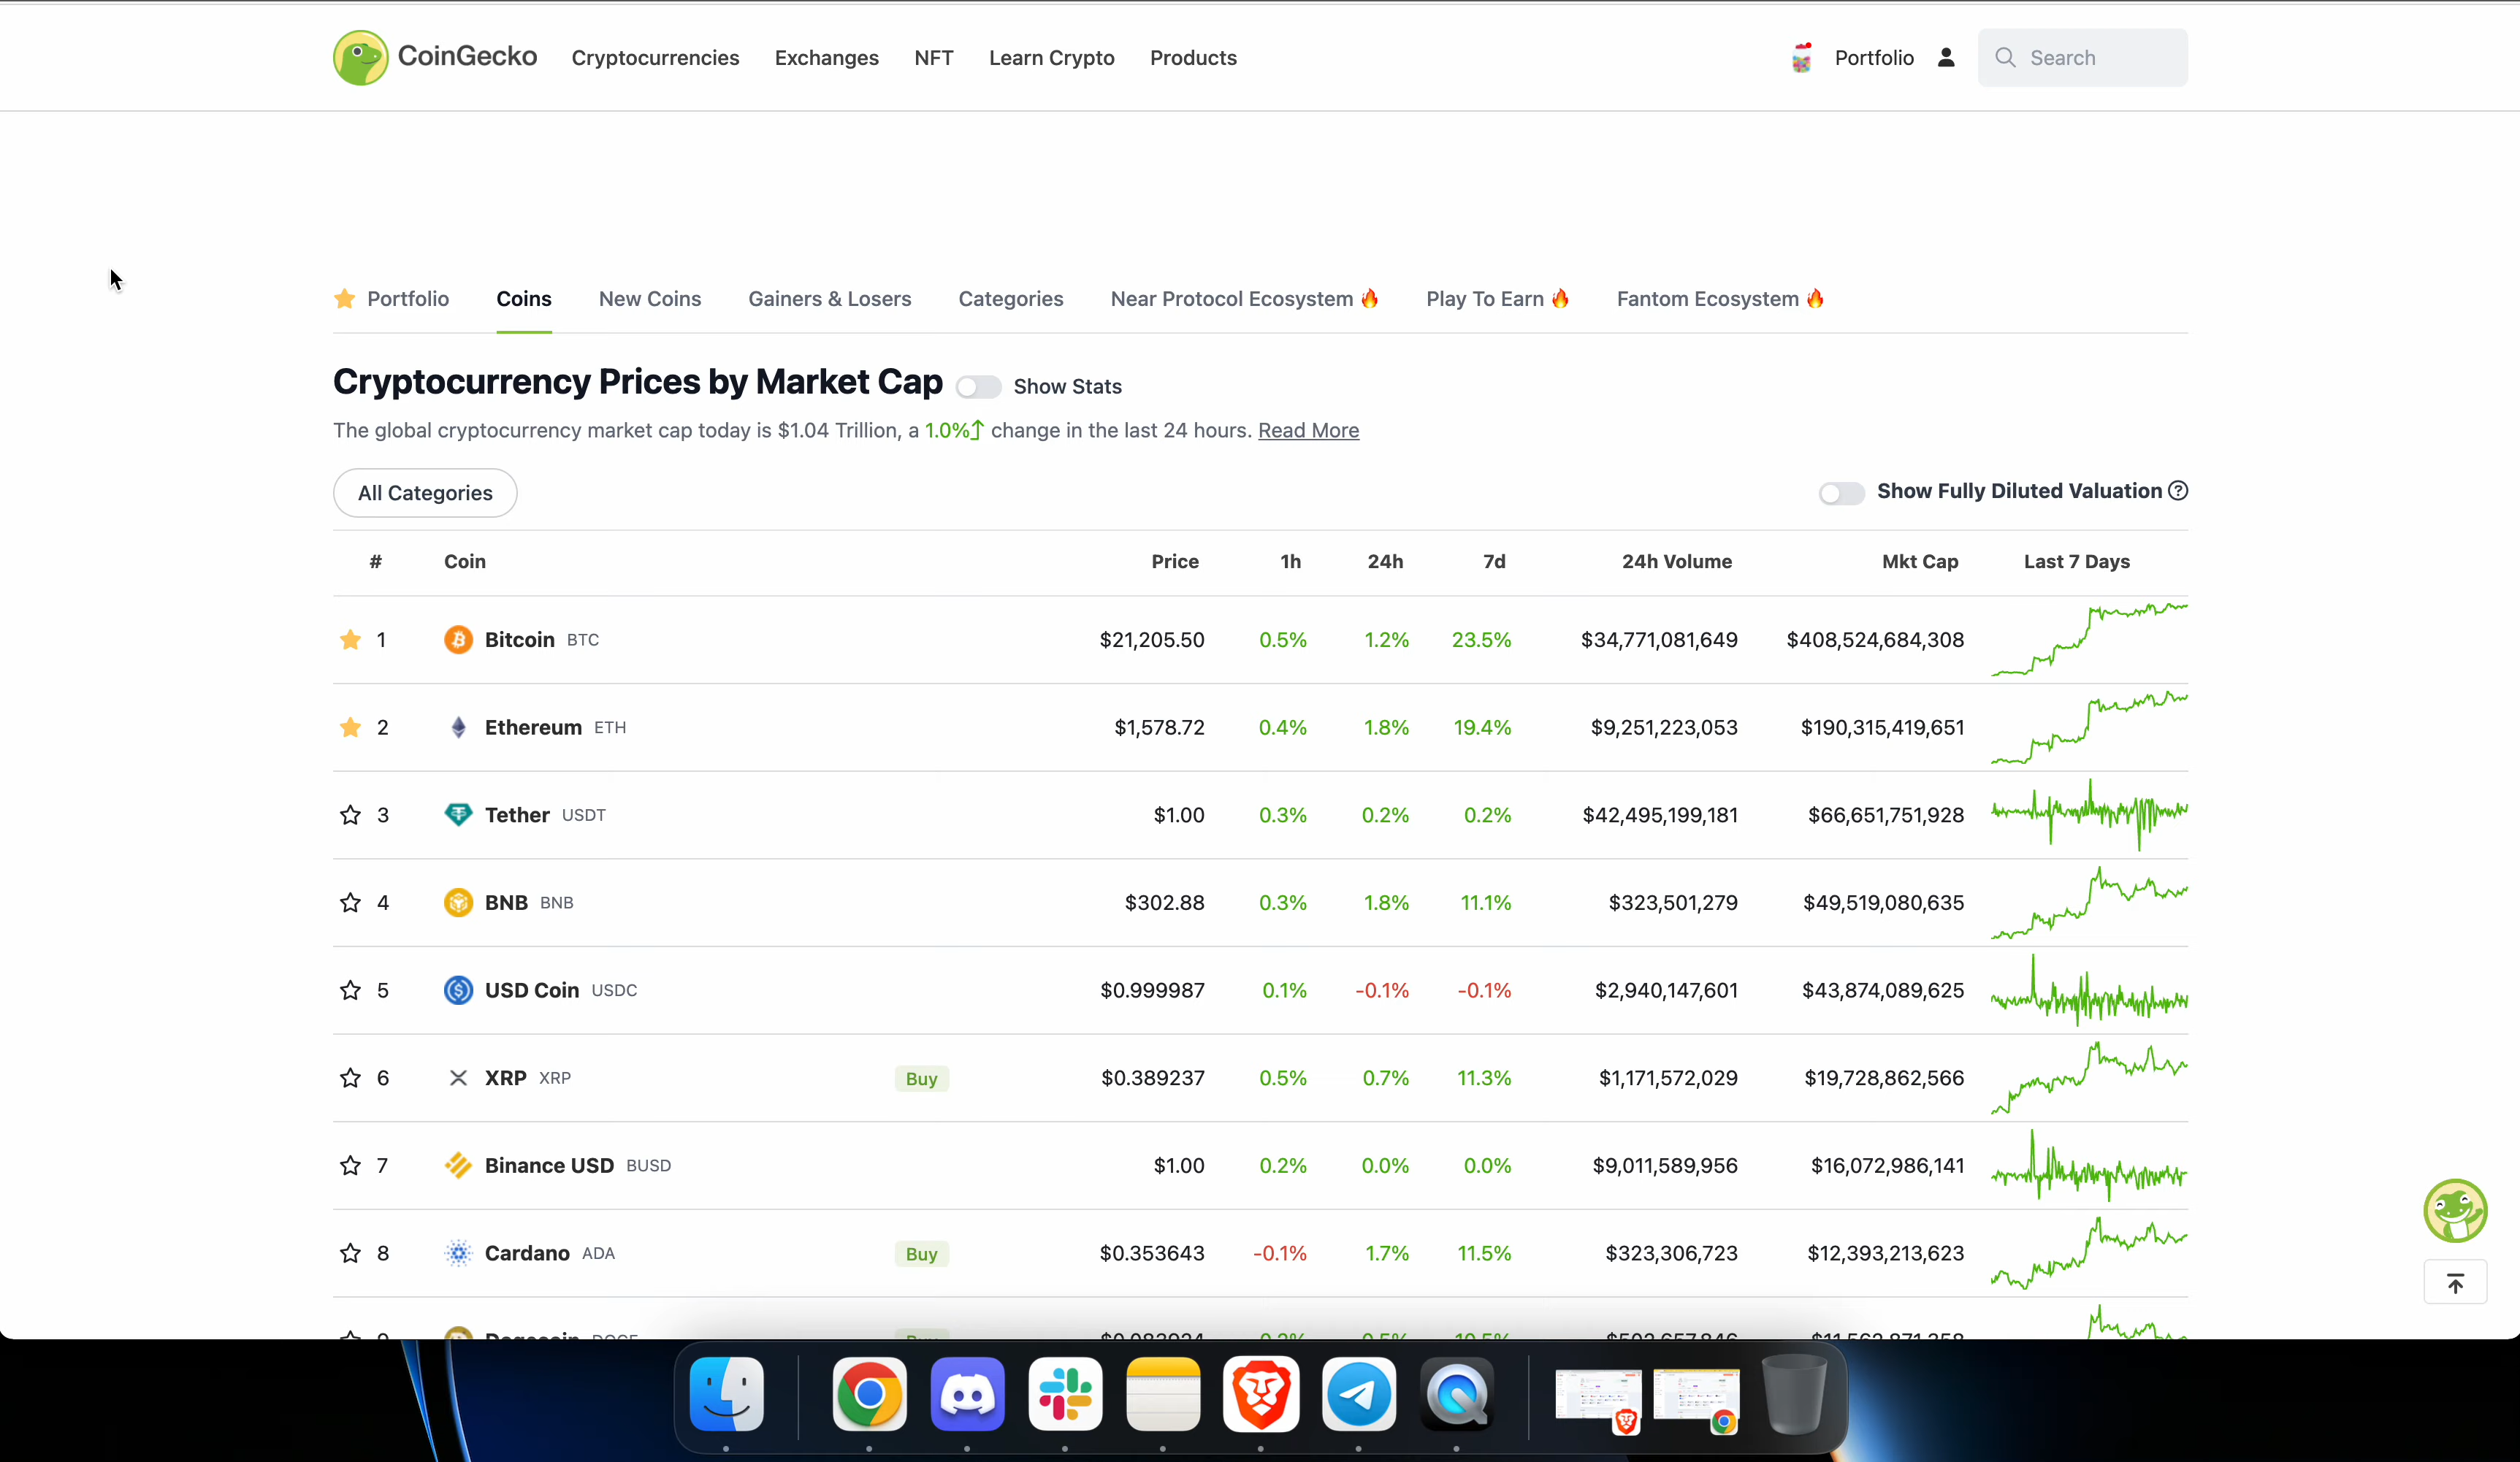 CoinGecko Cryptocurrencies Exchanges NFT Learn Crypto Products Portfolio Search
Portfolio Coins New Coins Gainers & Losers Categories Near Protocol Ecosystem 🔥 Play To Earn 🔥 Fantom Ecosystem 🔥
Cryptocurrency Prices by Market Cap Show Stats
The global cryptocurrency market cap today is $1.04 Trillion, a 1.0% change in the last 24 hours. Read More
All Categories Show Fully Diluted Valuation ?
# Coin Price 1h 24h 7d 24h Volume Mkt Cap Last 7 Days
1 Bitcoin BTC $21,205.50 0.5% 1.2% 23.5% $34,771,081,649 $408,524,684,308
2 Ethereum ETH $1,578.72 0.4% 1.8% 19.4% $9,251,223,053 $190,315,419,651
3 Tether USDT $1.00 0.3% 0.2% 0.2% $42,495,199,181 $66,651,751,928
4 BNB BNB $302.88 0.3% 1.8% 11.1% $323,501,279 $49,519,080,635
5 USD Coin USDC $0.999987 0.1% -0.1% -0.1% $2,940,147,601 $43,874,089,625
6 XRP XRP Buy $0.389237 0.5% 0.7% 11.3% $1,171,572,029 $19,728,862,566
7 Binance USD BUSD $1.00 0.2% 0.0% 0.0% $9,011,589,956 $16,072,986,141
8 Cardano ADA Buy $0.353643 -0.1% 1.7% 11.5% $323,306,723 $12,393,213,623
Dogecoin DOGE